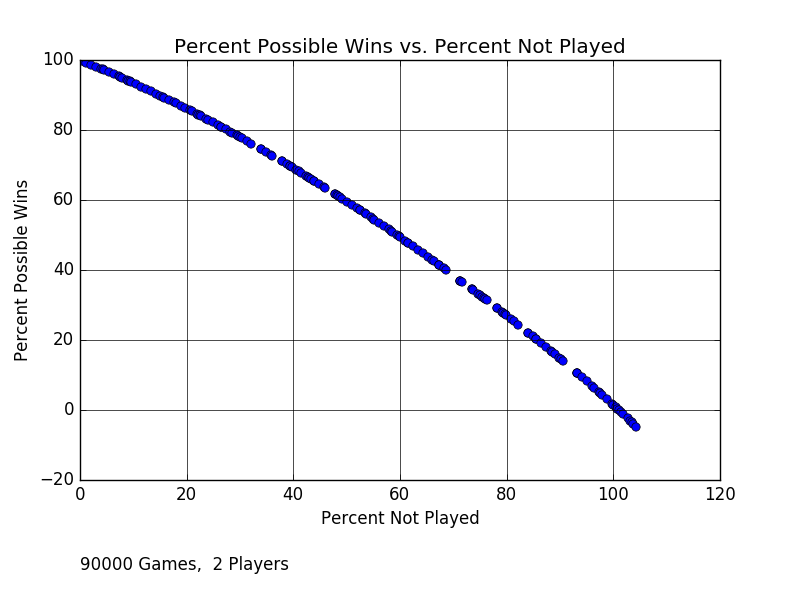 Percent Possible Wins vs. Percent Not Played
Percent Possible Wins
100
80
60
40
20
0
−20
0 20 40 60 80 100 120
Percent Not Played
90000 Games,  2 Players